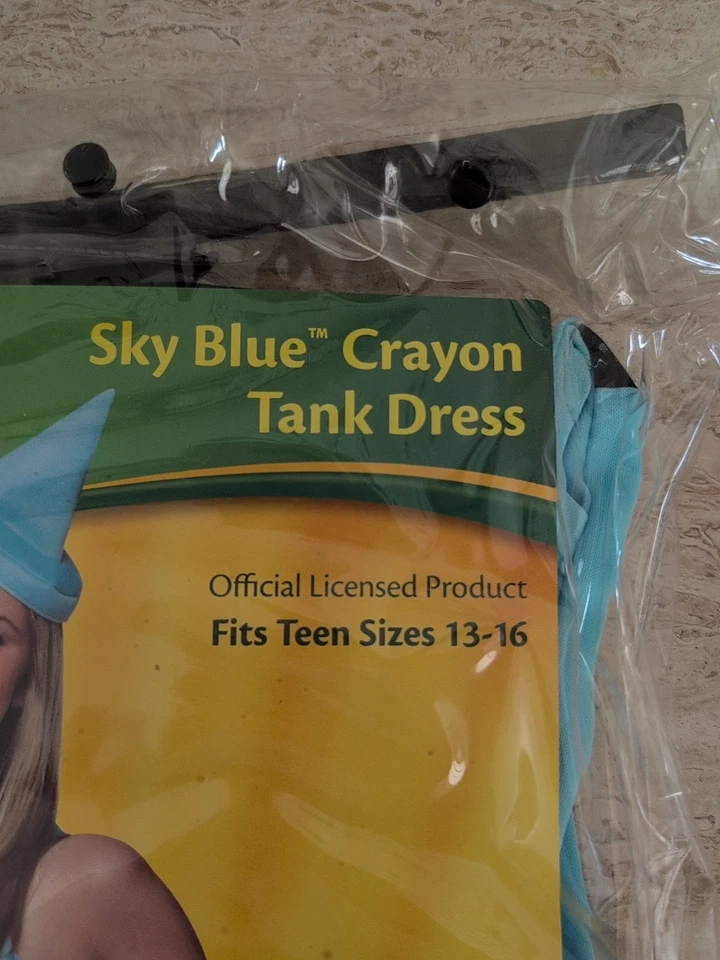 Sky Blue™ Crayon
Tank Dress
Official Licensed Product
Fits Teen Sizes 13-16